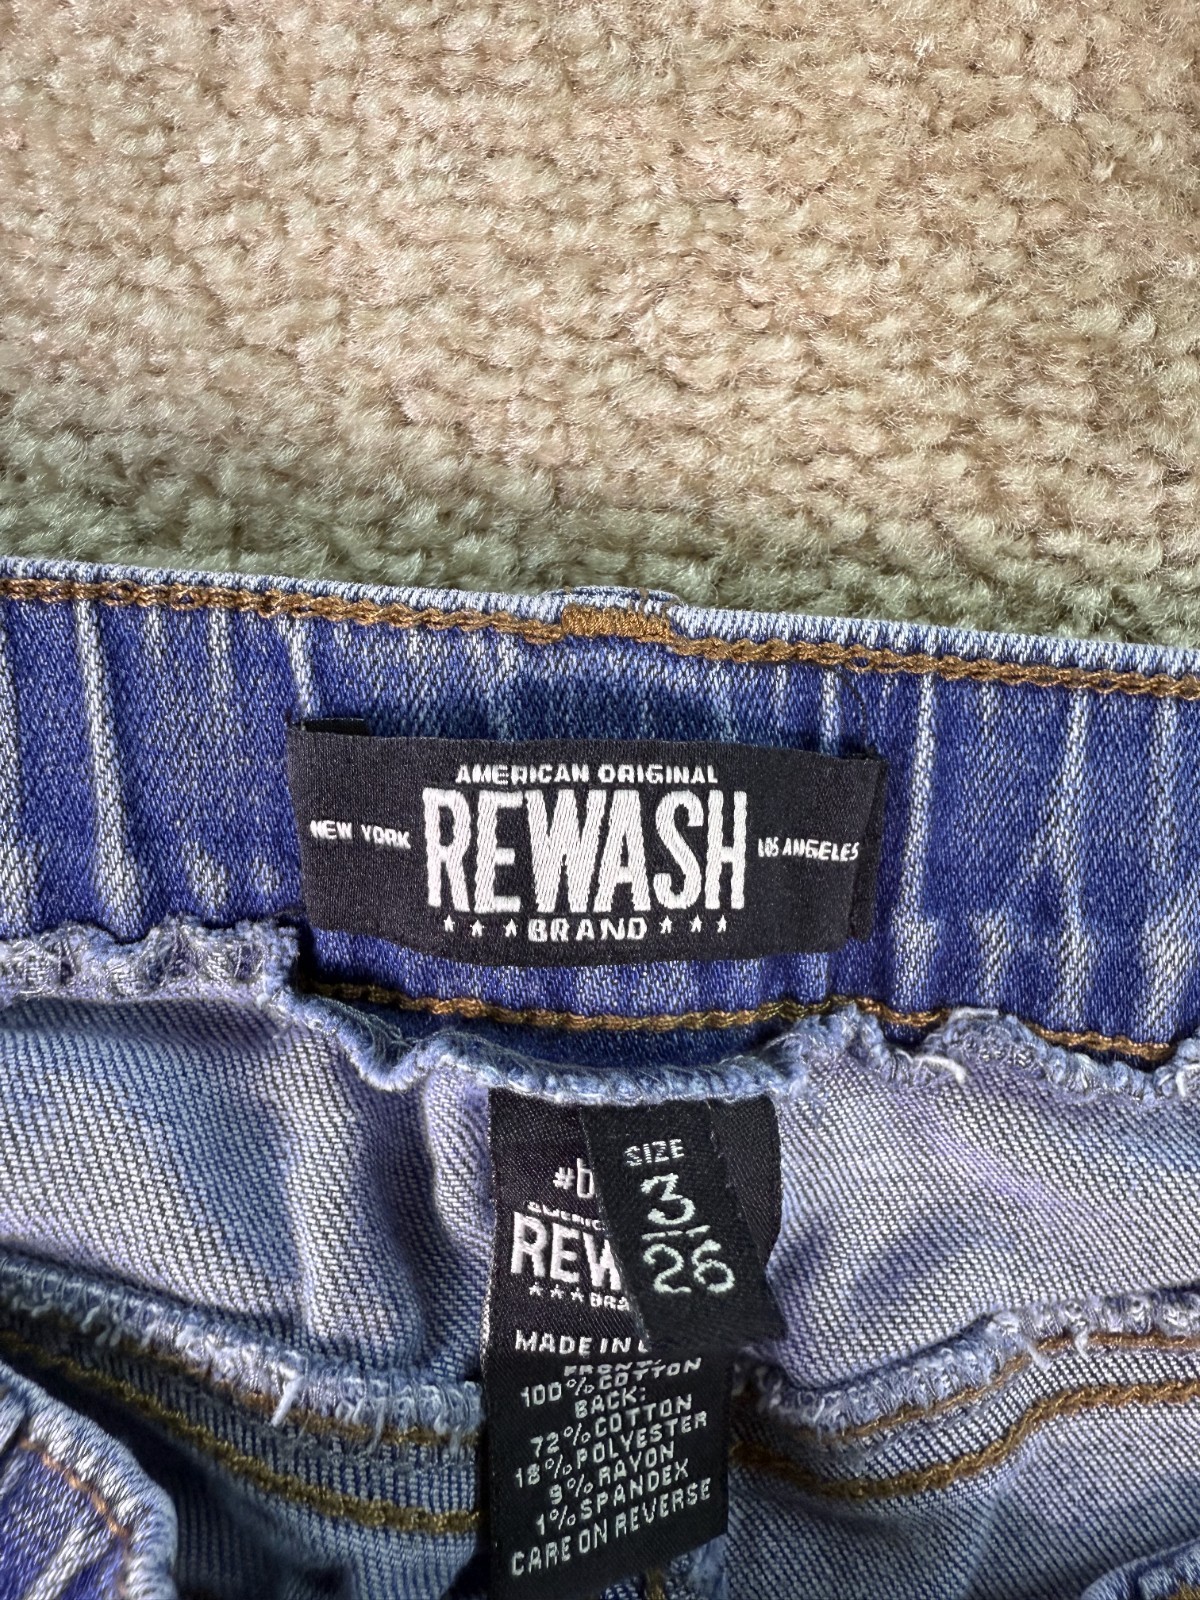 AMERICAN ORIGINAL
NEW YORK REWASH LOS ANGELES
BRAND
SIZE
3/26
REW
MADE IN
FRONT:
100% COTTON
BACK:
72% COTTON
18% POLYESTER
9% RAYON
1% SPANDEX
CARE ON REVERSE